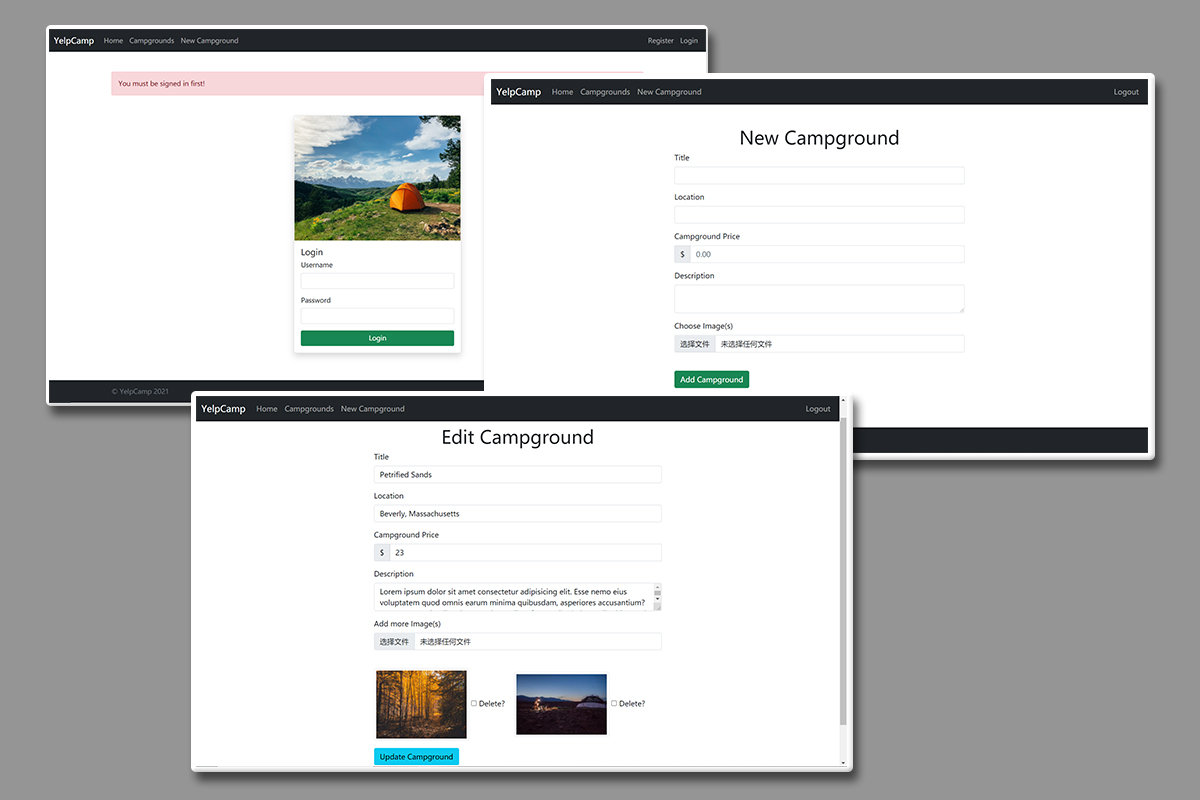 YelpCamp Home Campgrounds New Campground Register Login
You must be signed in first!
Login
Username
Password
Login
© YelpCamp 2021
YelpCamp Home Campgrounds New Campground Logout
New Campground
Title
Location
Campground Price
$ 0.00
Description
Choose Image(s)
选择文件 未选择任何文件
Add Campground
YelpCamp Home Campgrounds New Campground Logout
Edit Campground
Title
Petrified Sands
Location
Beverly, Massachusetts
Campground Price
$ 23
Description
Lorem ipsum dolor sit amet consectetur adipisicing elit. Esse nemo eius
voluptatem quod omnis earum minima quibusdam, asperiores accusantium?
Add more Image(s)
选择文件 未选择任何文件
Delete? Delete?
Update Campground